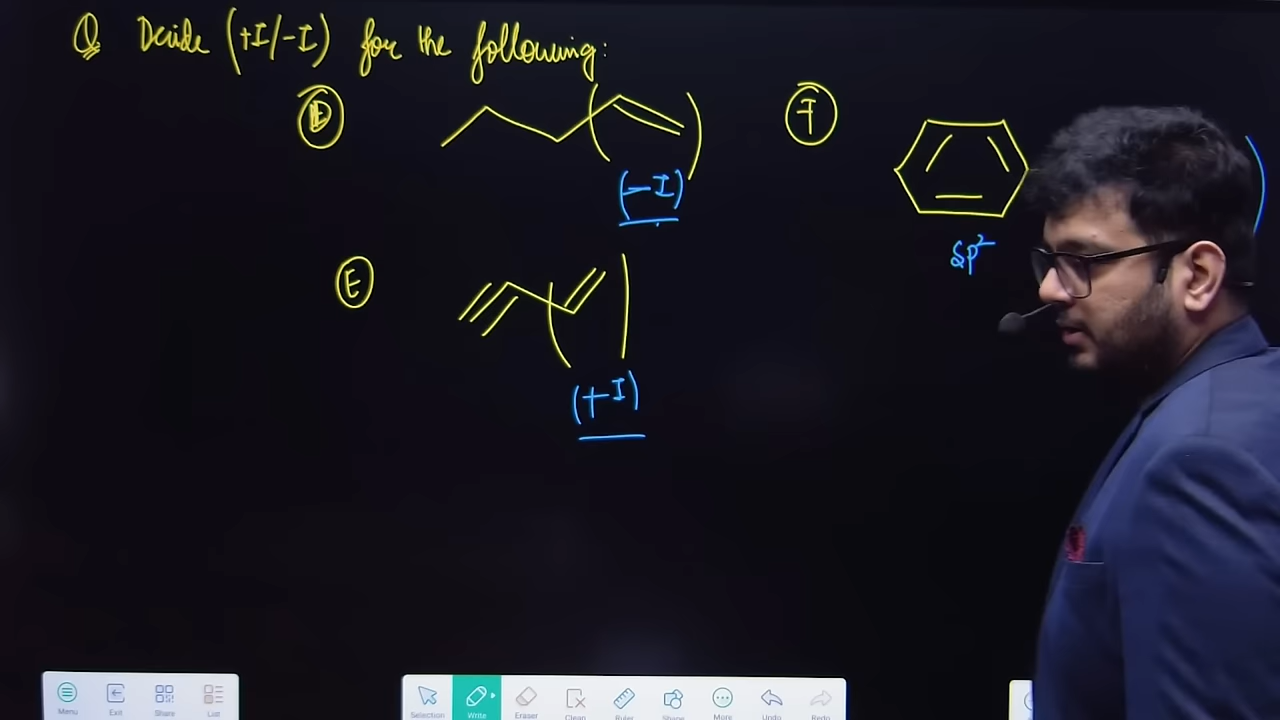 Q Decide (+I/-I) for the following:
D
F
(-I)
sp²
E
(+I)
Menu
Exit
Share
List
Selection
Write
Eraser
Clean
Ruler
Shape
More
Undo
Redo